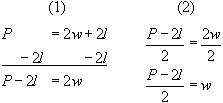 (1) (2)
P = 2w + 2l
– 2l – 2l
P – 2l = 2w
P – 2l / 2 = 2w / 2
P – 2l / 2 = w